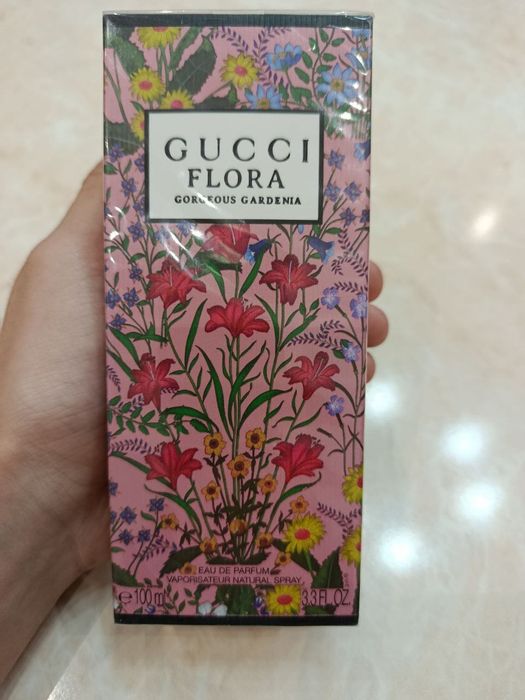 GUCCI
FLORA
GORGEOUS GARDENIA
EAU DE PARFUM
VAPORISATEUR NATURAL SPRAY
℮100 ml 3.3 FL.OZ.